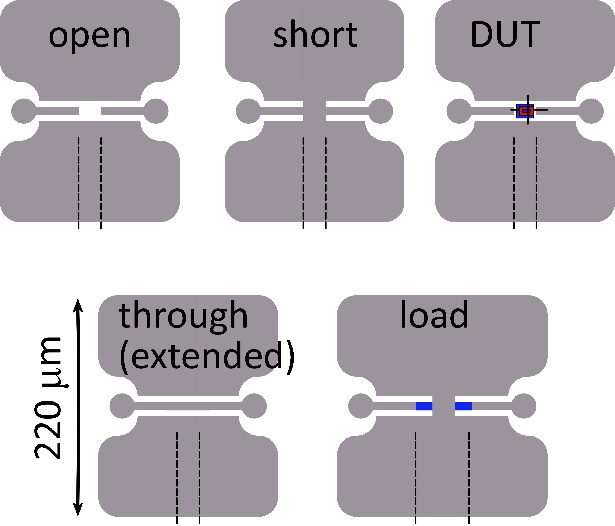 open
short
DUT
through
(extended)
load
220 μm